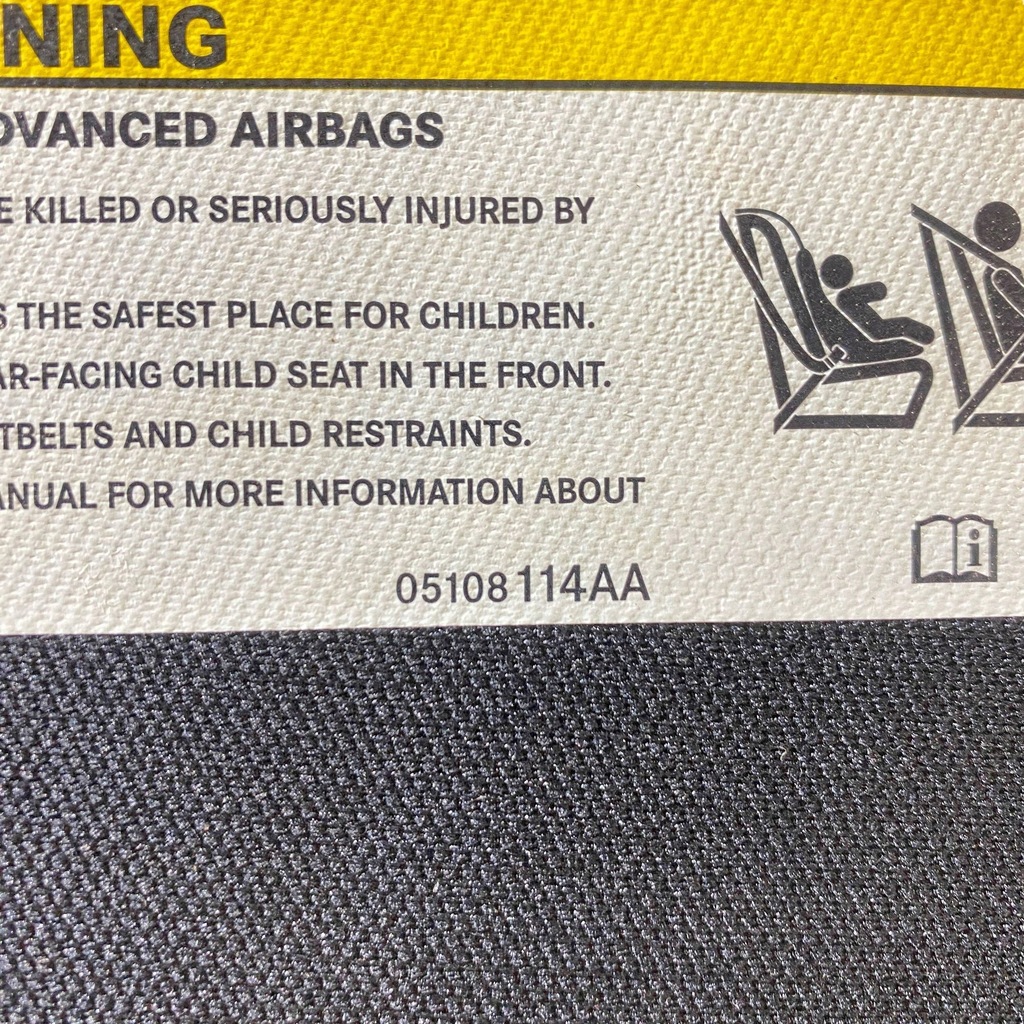 NING
DVANCED AIRBAGS
E KILLED OR SERIOUSLY INJURED BY
S THE SAFEST PLACE FOR CHILDREN.
AR-FACING CHILD SEAT IN THE FRONT.
TBELTS AND CHILD RESTRAINTS.
ANUAL FOR MORE INFORMATION ABOUT
05108114AA
i